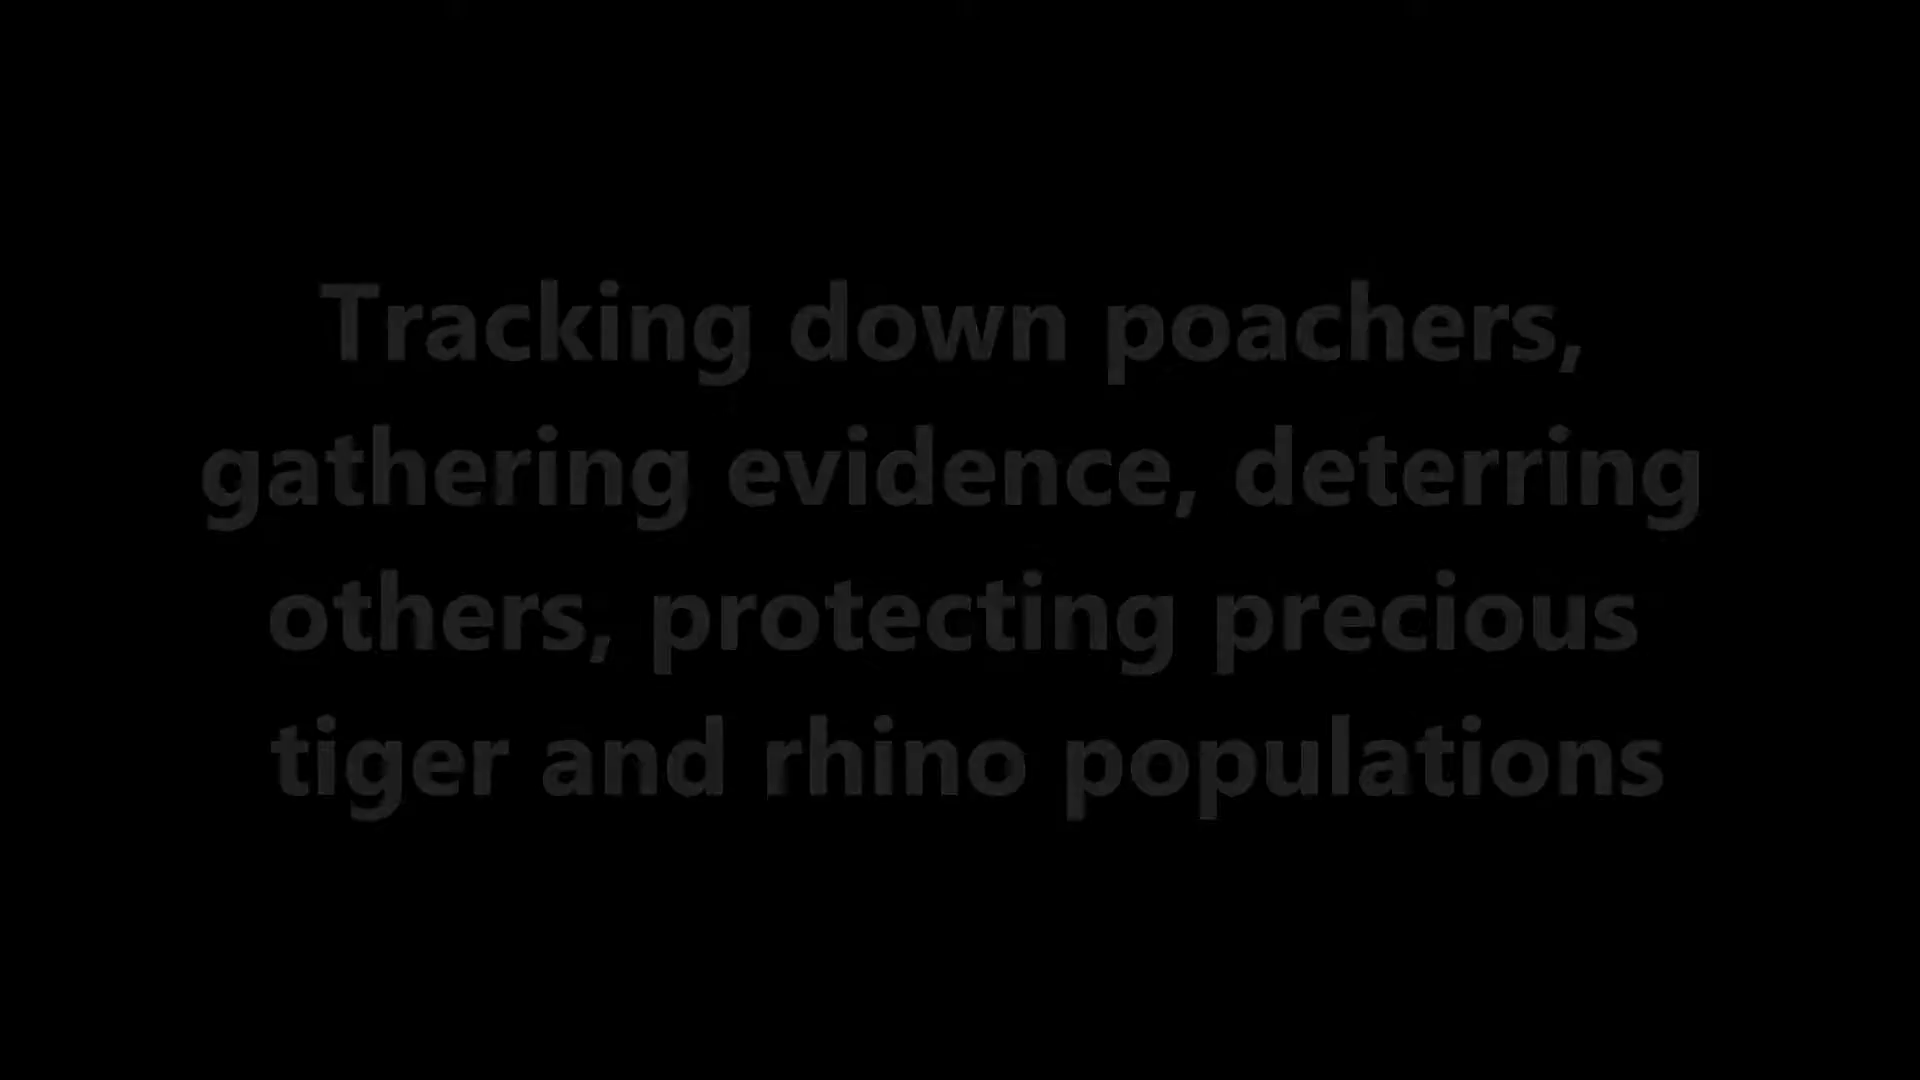 Tracking down poachers,
gathering evidence, deterring
others, protecting precious
tiger and rhino populations